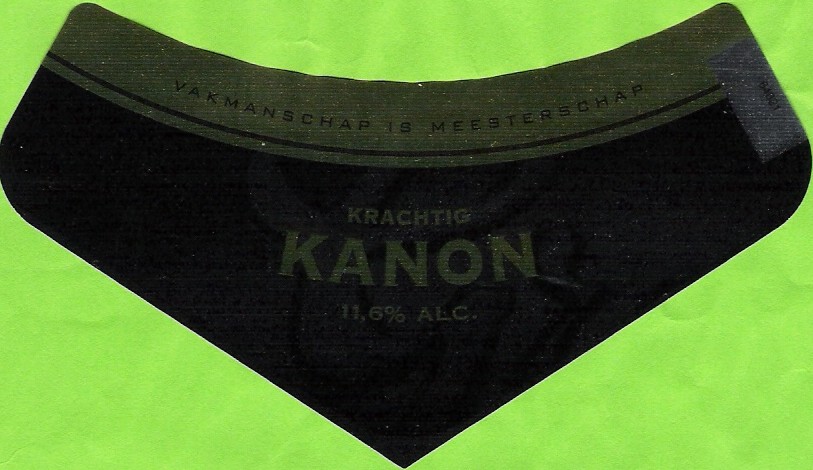 VAKMANSCHAP IS MEESTERSCHAP
KRACHTIG
KANON
11,6% ALC.